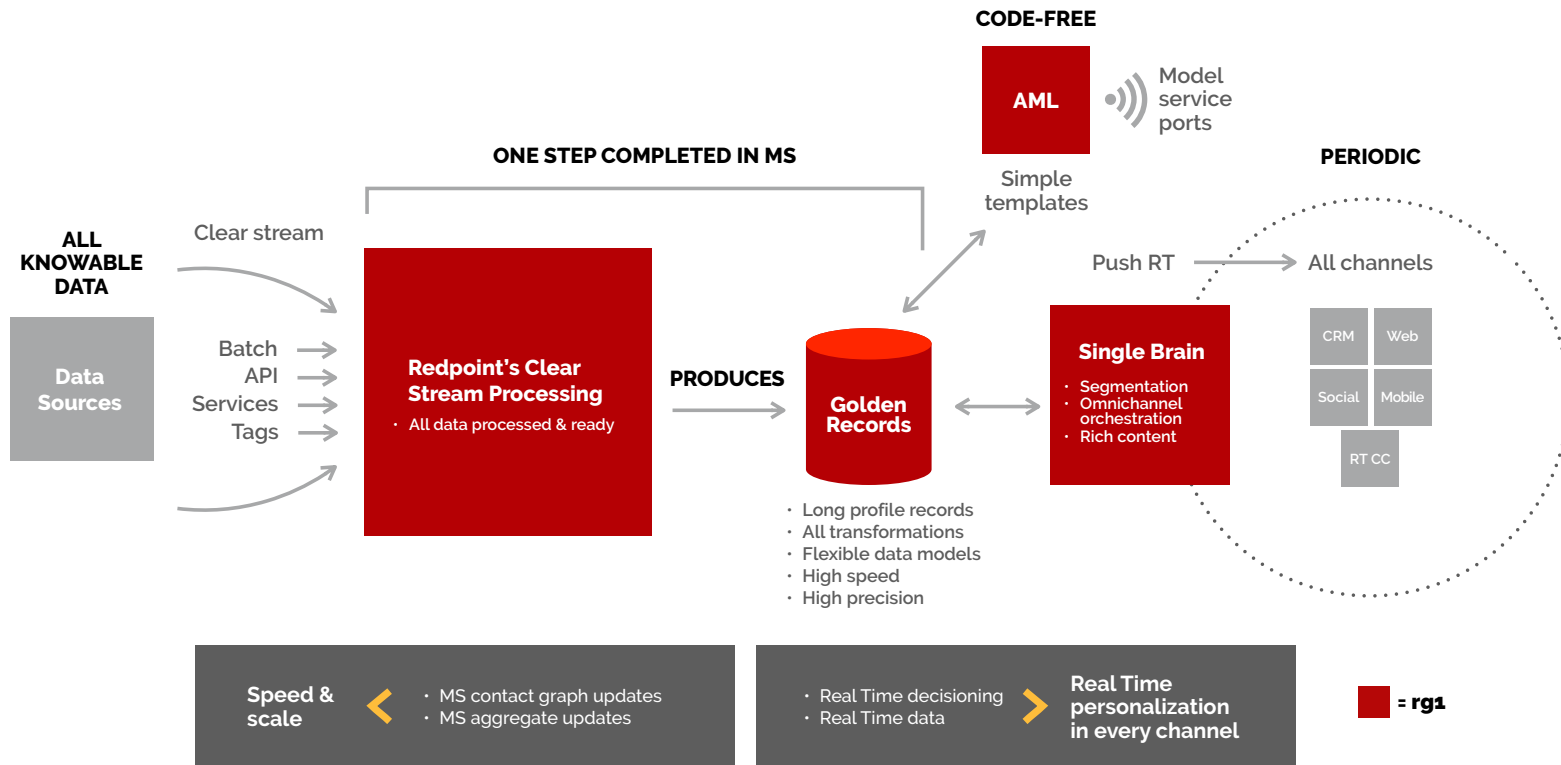 CODE-FREE
AML
Model
service
ports
ONE STEP COMPLETED IN MS
Simple
templates
PERIODIC
ALL
KNOWABLE
DATA
Clear stream
Data
Sources
Batch
API
Services
Tags
Redpoint's Clear
Stream Processing
· All data processed & ready
PRODUCES
Golden
Records
· Long profile records
· All transformations
· Flexible data models
· High speed
· High precision
Push RT
All channels
Single Brain
· Segmentation
· Omnichannel
orchestration
· Rich content
CRM
Web
Social
Mobile
RT CC
Speed &
scale
· MS contact graph updates
· MS aggregate updates
· Real Time decisioning
· Real Time data
Real Time
personalization
in every channel
= rg1